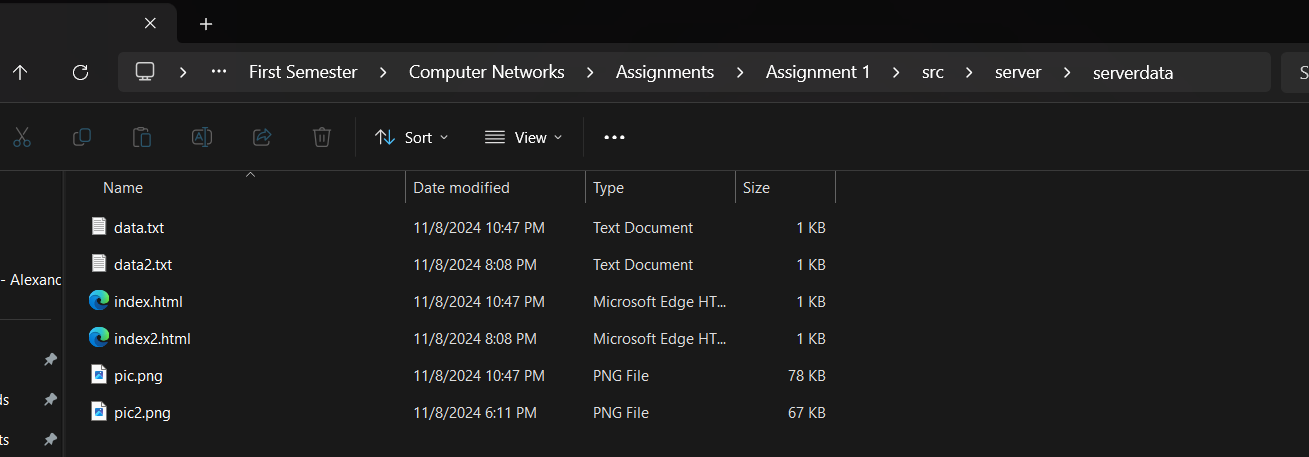 ··· First Semester Computer Networks Assignments Assignment 1 src server serverdata S
Sort View
Name Date modified Type Size
data.txt 11/8/2024 10:47 PM Text Document 1 KB
data2.txt 11/8/2024 8:08 PM Text Document 1 KB
- Alexanc
index.html 11/8/2024 10:47 PM Microsoft Edge HT... 1 KB
index2.html 11/8/2024 8:08 PM Microsoft Edge HT... 1 KB
pic.png 11/8/2024 10:47 PM PNG File 78 KB
ds
pic2.png 11/8/2024 6:11 PM PNG File 67 KB
ts